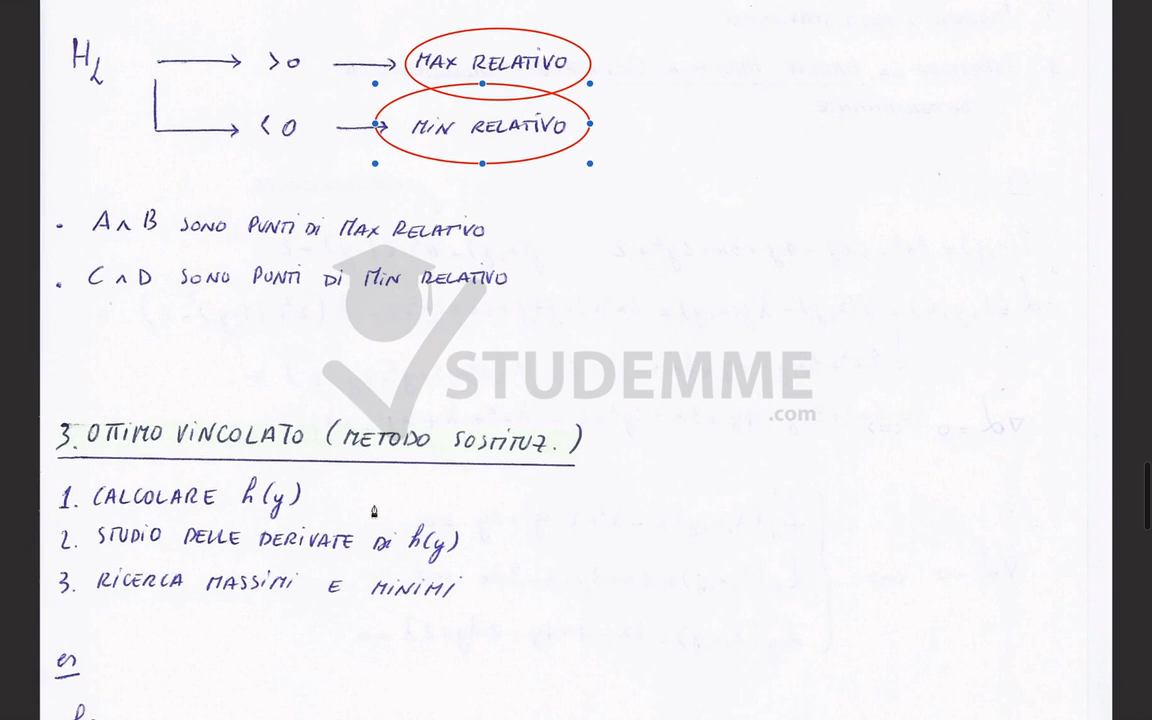 H_L → >0 → MAX RELATIVO
→ <0 → MIN RELATIVO
. A ∧ B SONO PUNTI DI MAX RELATIVO
. C ∧ D SONO PUNTI DI MIN RELATIVO
STUDEMME
.com
3. OTTIMO VINCOLATO (METODO SOSTITUZ.)
1. CALCOLARE h(y)
2. STUDIO DELLE DERIVATE DI h(y)
3. RICERCA MASSIMI E MINIMI
es